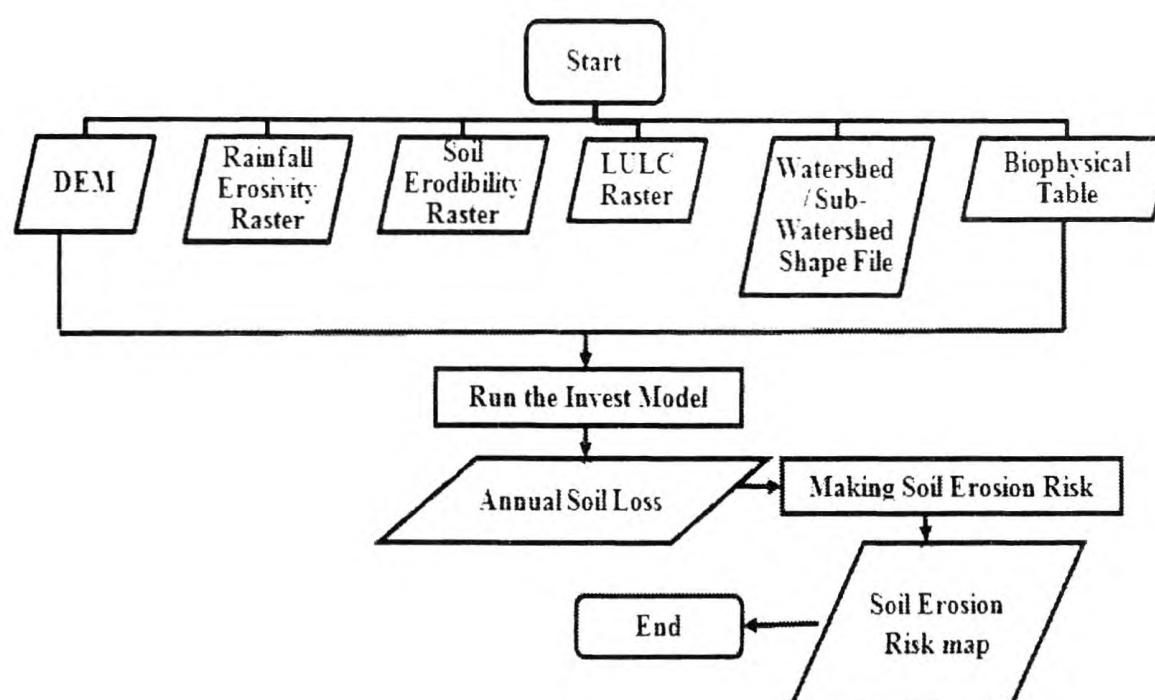 Start
DEM
Rainfall
Erosivity
Raster
Soil
Erodibility
Raster
LULC
Raster
Watershed
/ Sub-
Watershed
Shape File
Biophysical
Table
Run the Invest Model
Annual Soil Loss
Making Soil Erosion Risk
Soil Erosion
Risk map
End